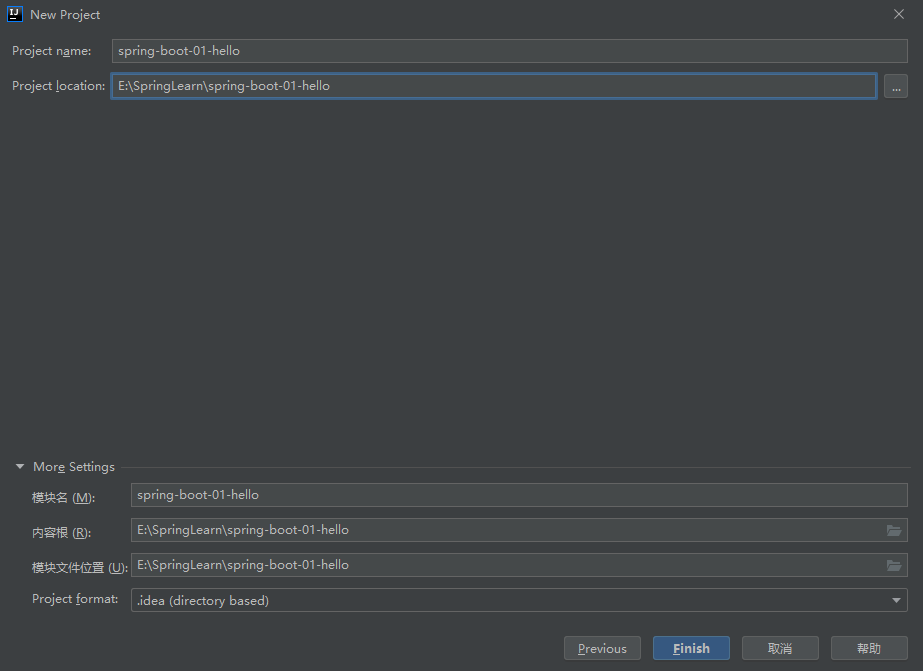 IJ
New Project
Project name: spring-boot-01-hello
Project location: E:\SpringLearn\spring-boot-01-hello ...
More Settings
模块名 (M): spring-boot-01-hello
内容根 (R): E:\SpringLearn\spring-boot-01-hello
模块文件位置 (U): E:\SpringLearn\spring-boot-01-hello
Project format: .idea (directory based)
Previous Finish 取消 帮助